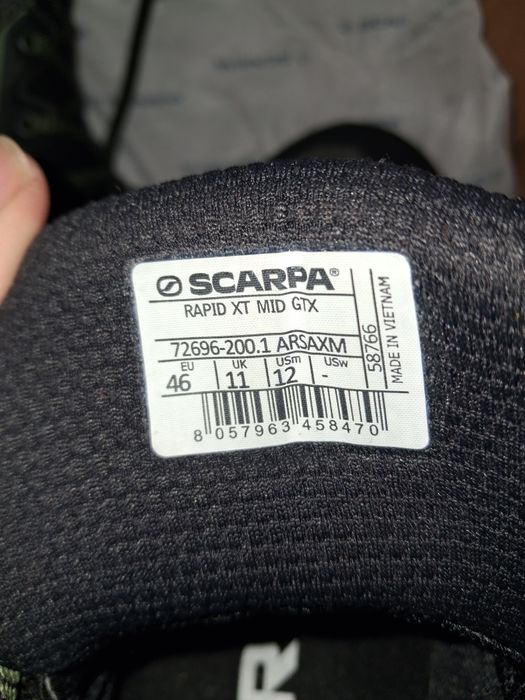 SCARPA®
RAPID XT MID GTX
72696-200.1 ARSAXM
EU UK USm USw
46 11 12 -
8 057963 458470
58766
MADE IN VIETNAM
R